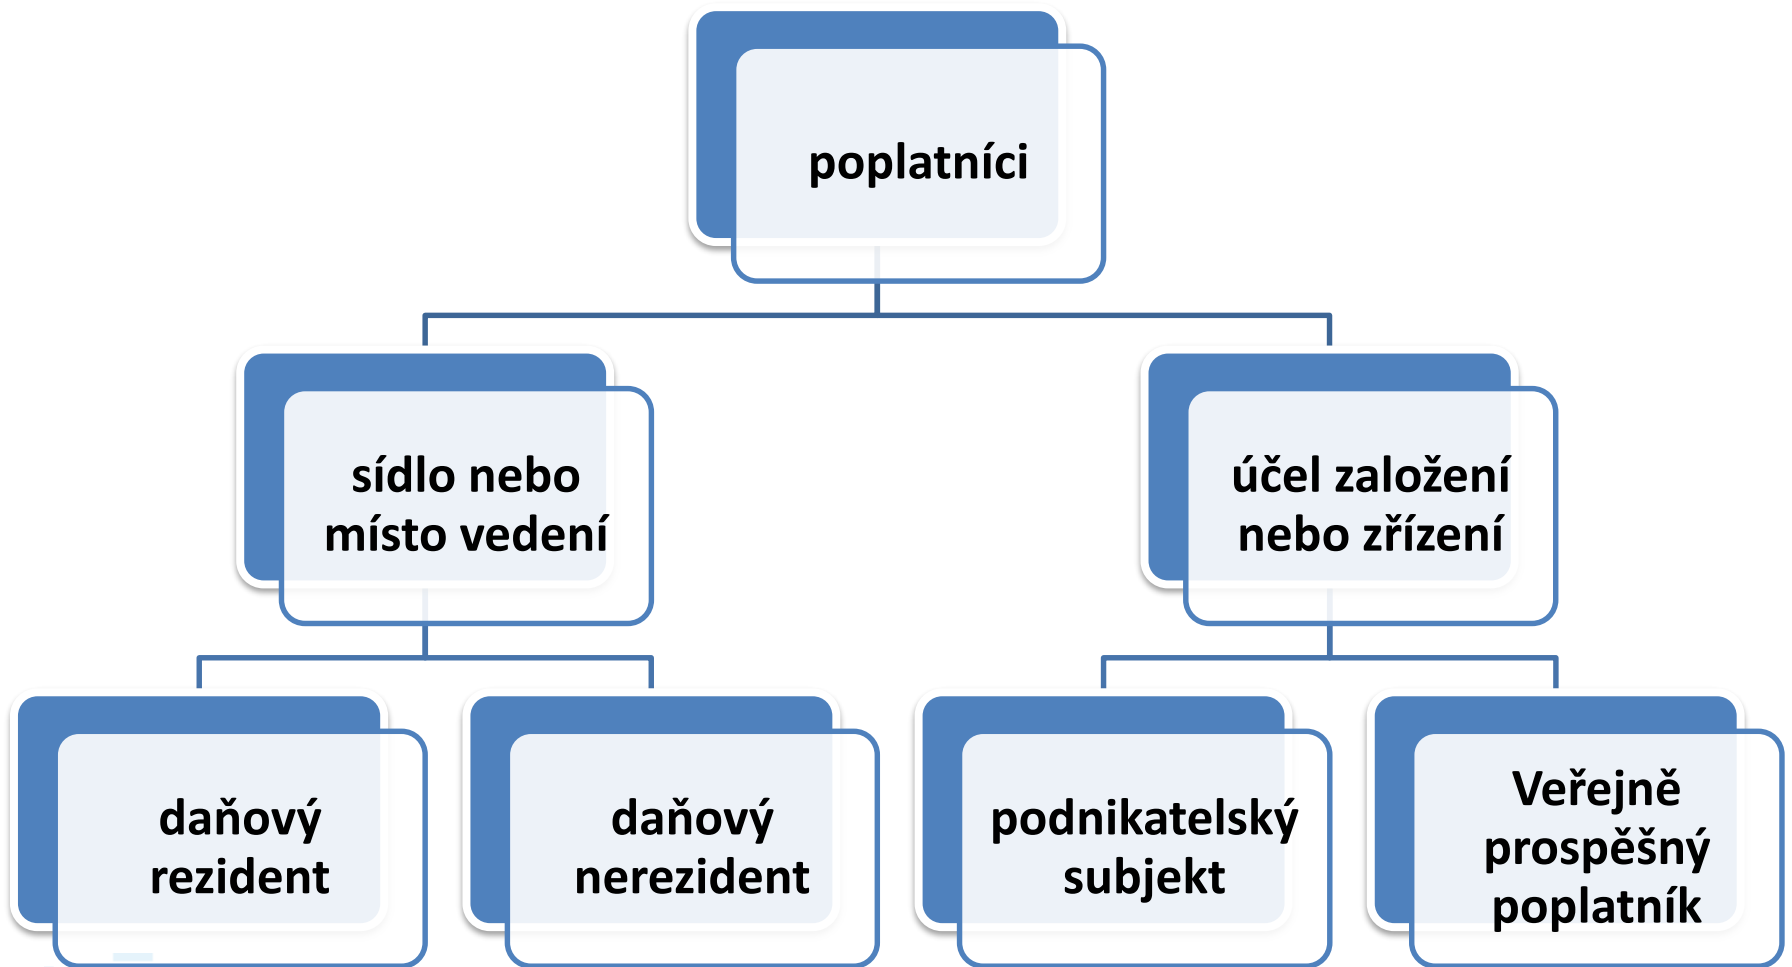 poplatníci
sídlo nebo
místo vedení
účel založení
nebo zřízení
daňový
rezident
daňový
nerezident
podnikatelský
subjekt
Veřejně
prospěšný
poplatník